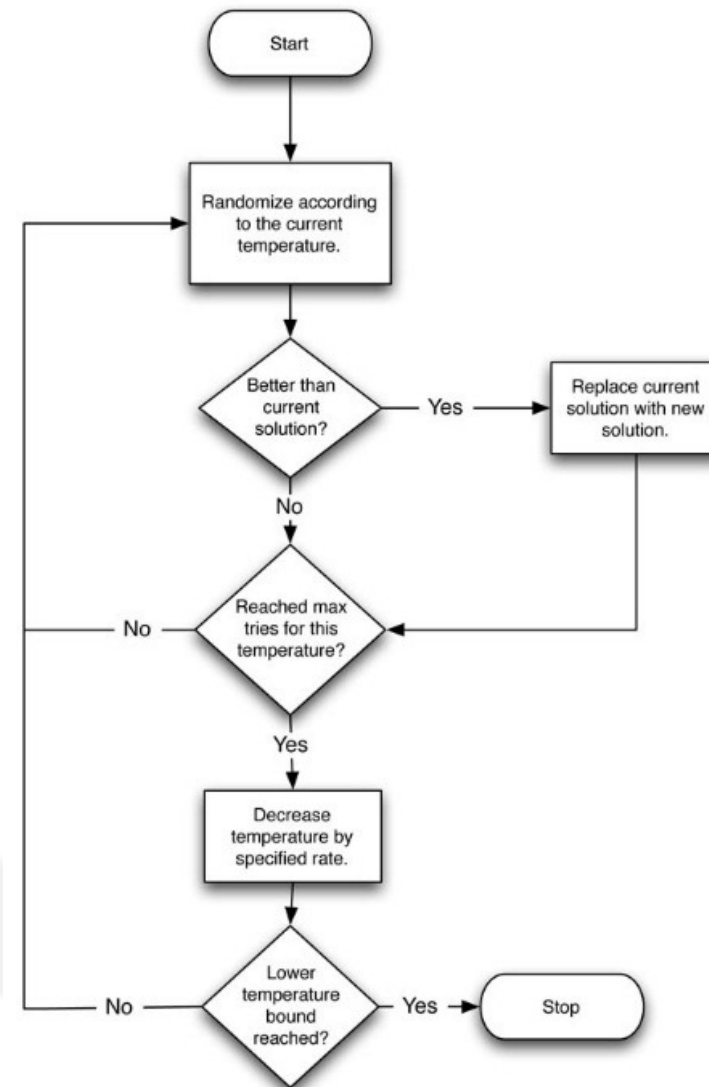 Start
Randomize according
to the current
temperature.
Better than
current
solution?
Yes
Replace current
solution with new
solution.
No
Reached max
tries for this
temperature?
No
Yes
Decrease
temperature by
specified rate.
Lower
temperature
bound
reached?
No
Yes
Stop